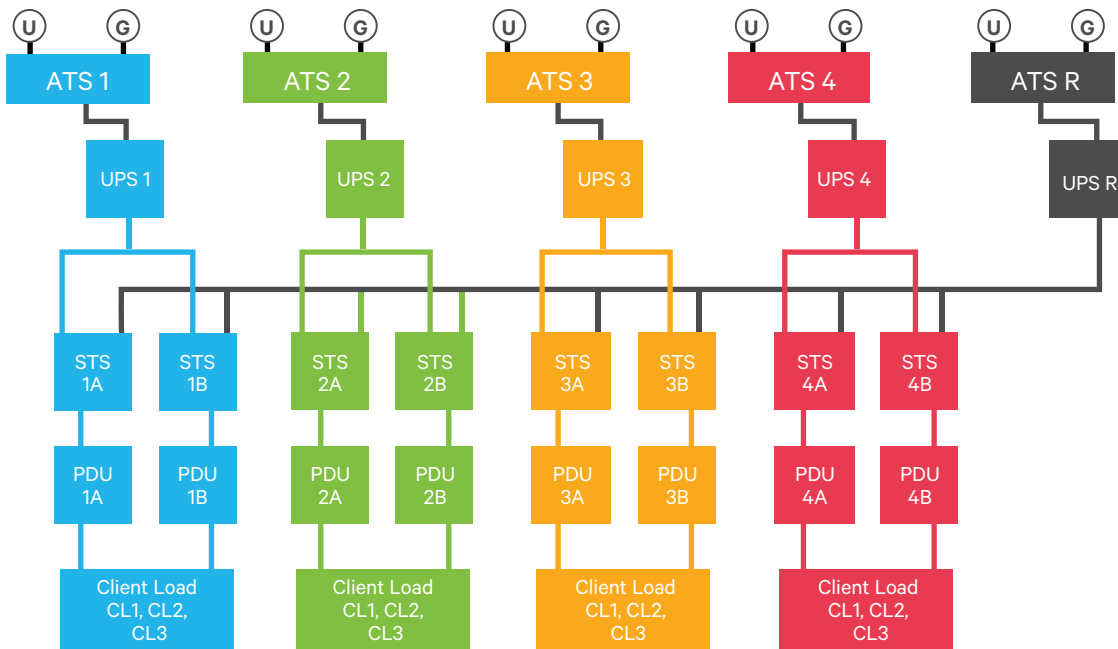 U
G
U
G
U
G
U
G
U
G
ATS 1
ATS 2
ATS 3
ATS 4
ATS R
UPS 1
UPS 2
UPS 3
UPS 4
UPS R
STS
1A
STS
1B
STS
2A
STS
2B
STS
3A
STS
3B
STS
4A
STS
4B
PDU
1A
PDU
1B
PDU
2A
PDU
2B
PDU
3A
PDU
3B
PDU
4A
PDU
4B
Client Load
CL1, CL2,
CL3
Client Load
CL1, CL2,
CL3
Client Load
CL1, CL2,
CL3
Client Load
CL1, CL2,
CL3